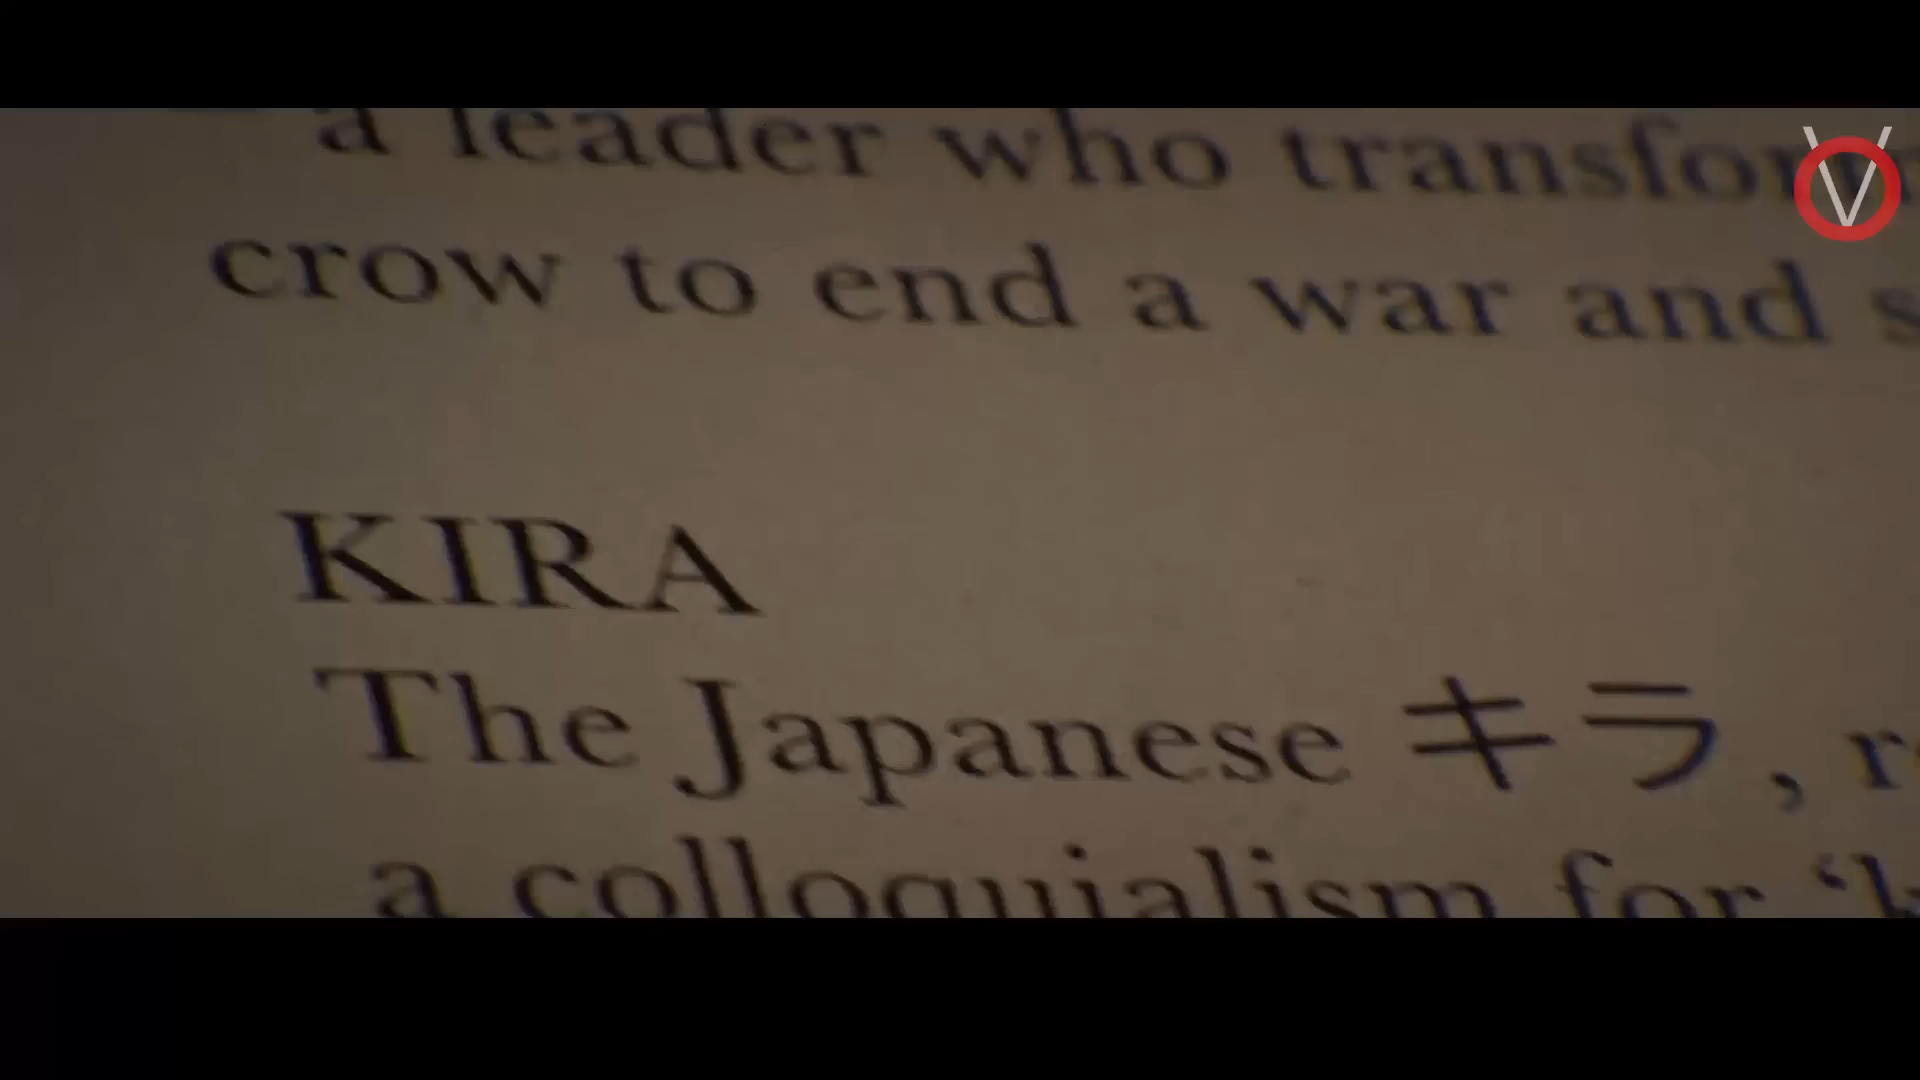 a leader who transfor
crow to end a war and s
KIRA
The Japanese キラ, r
a colloquialism for ‘k